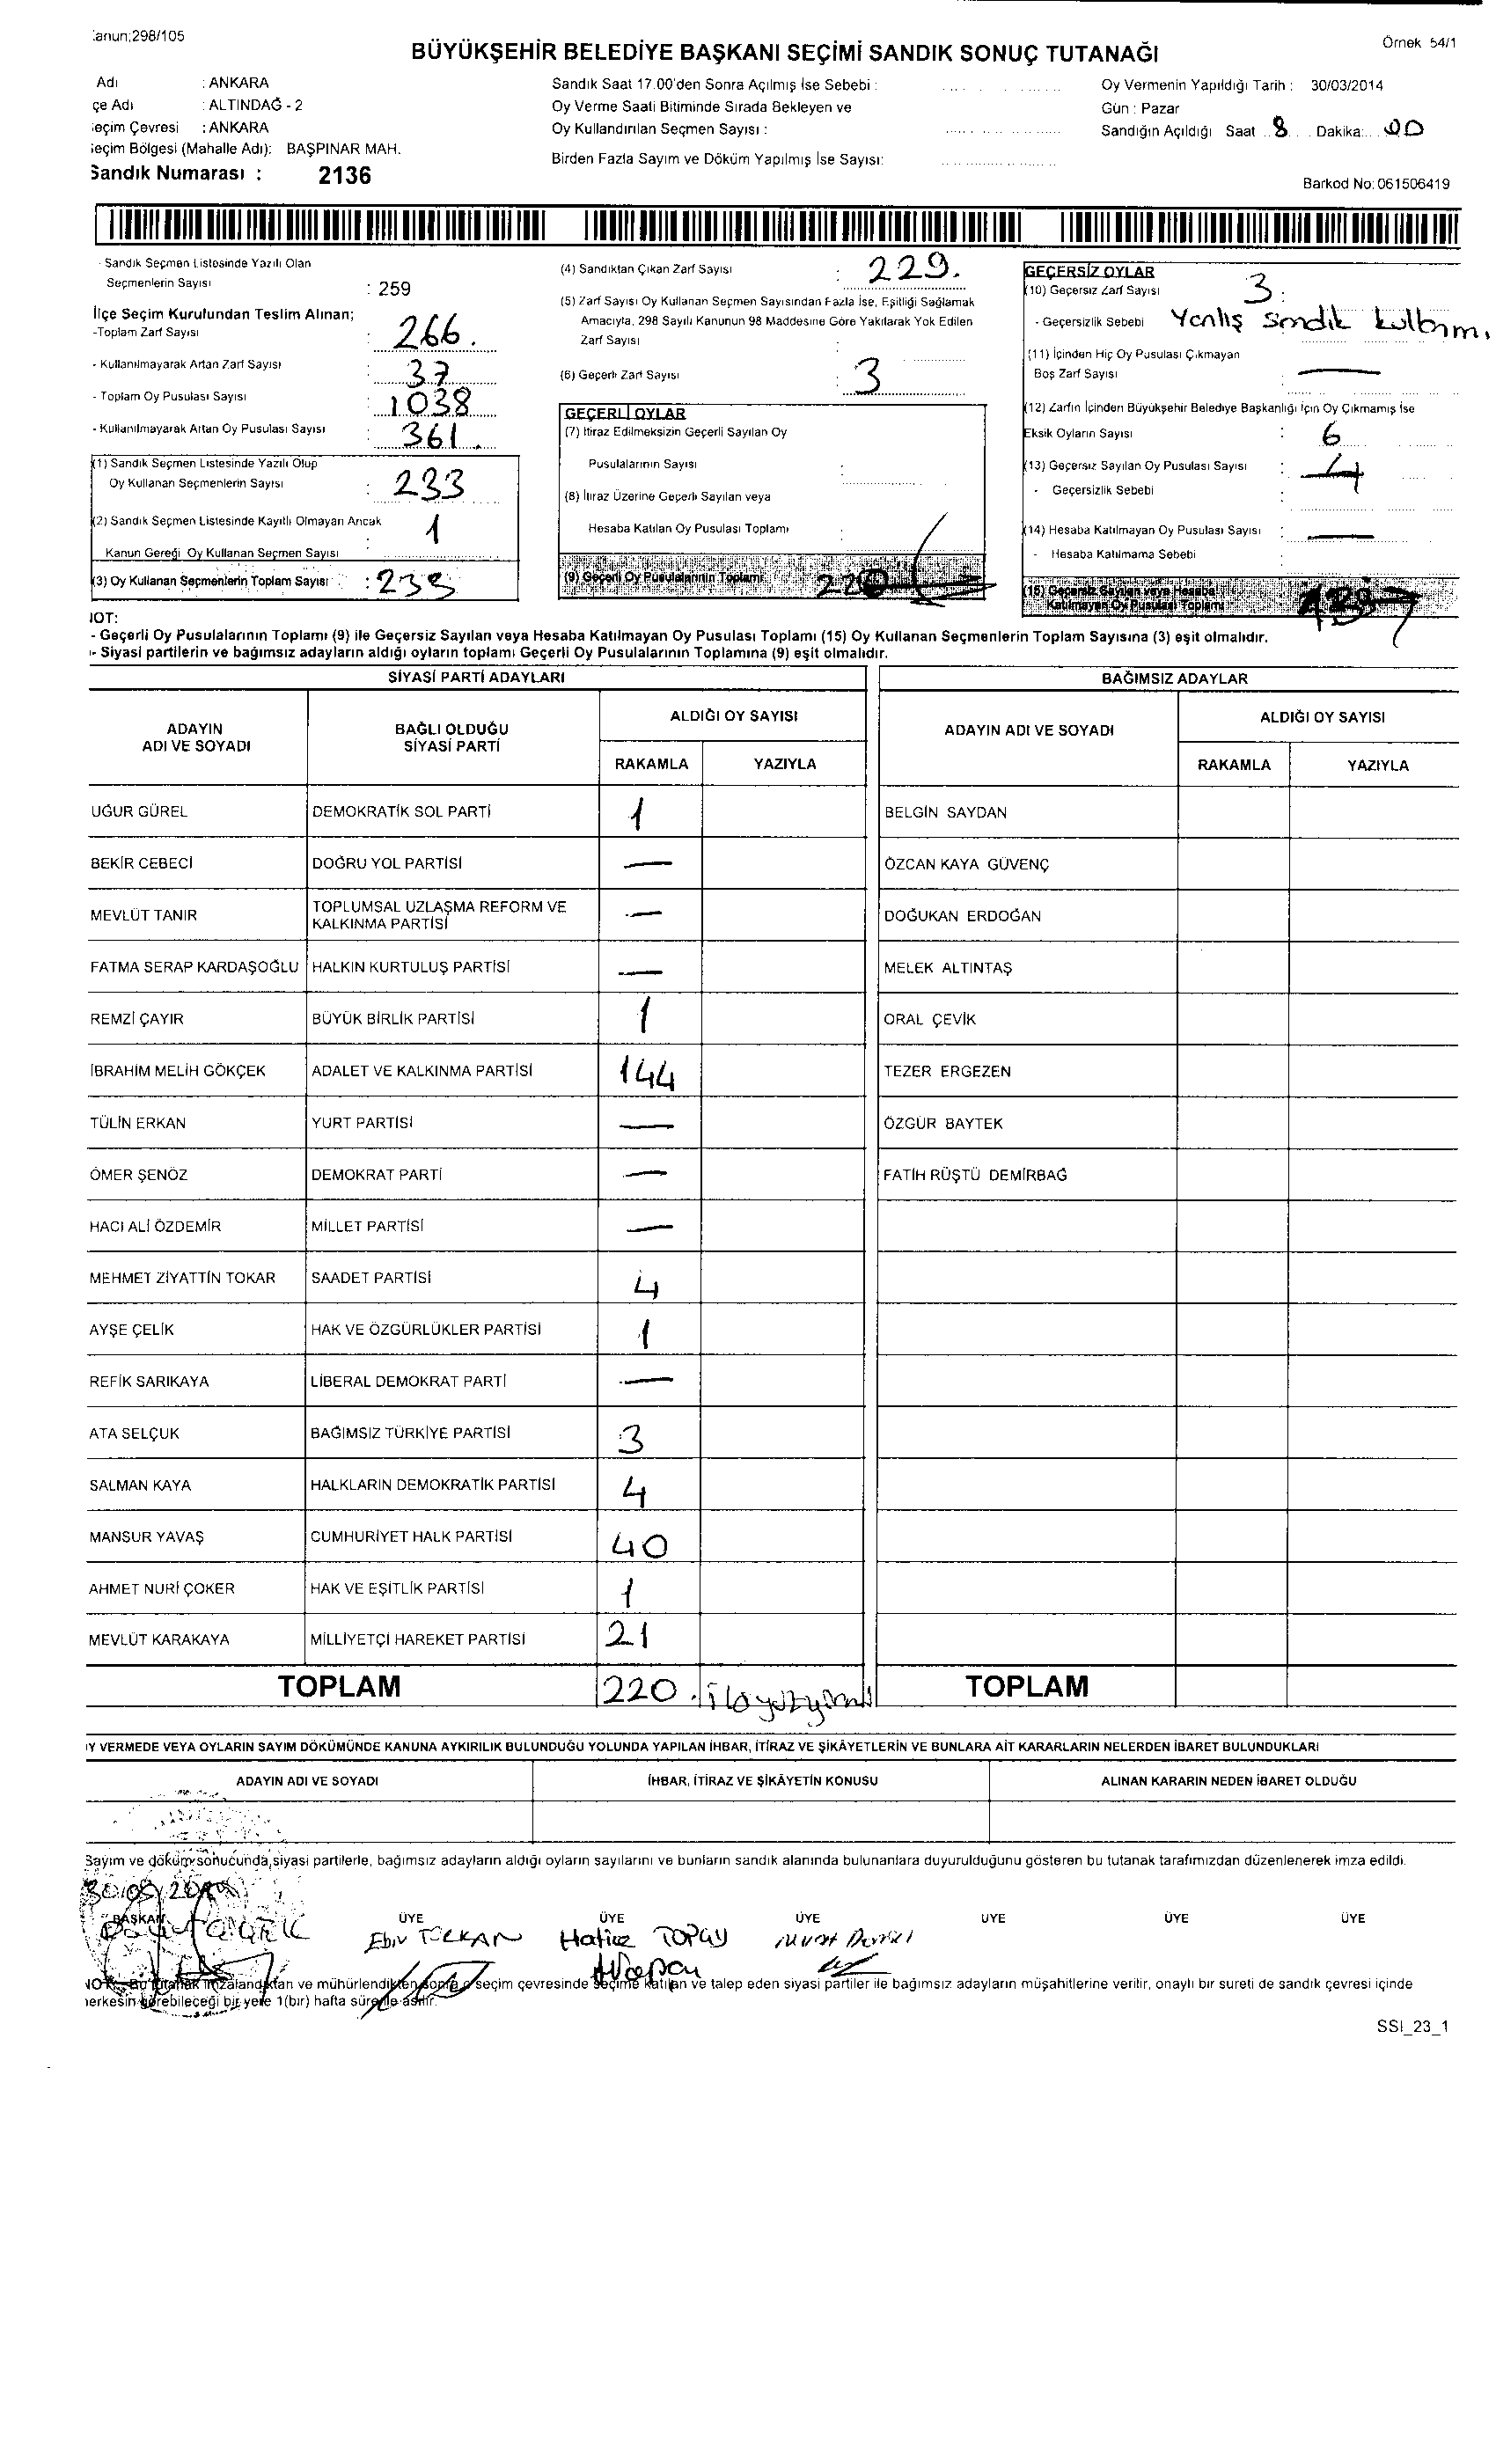 anun;298/105
BÜYÜKŞEHİR BELEDİYE BAŞKANI SEÇİMİ SANDIK SONUÇ TUTANAĞI
Örnek 54/1
Adı : ANKARA
çe Adı : ALTINDAĞ - 2
eçim Çevresi : ANKARA
eçim Bölgesi (Mahalle Adı): BAŞPINAR MAH.
Sandık Numarası : 2136
Sandık Saat 17.00'den Sonra Açılmış İse Sebebi :
Oy Verme Saati Bitiminde Sırada Bekleyen ve
Oy Kullandırılan Seçmen Sayısı :
Birden Fazla Sayım ve Döküm Yapılmış İse Sayısı:
Oy Vermenin Yapıldığı Tarih : 30/03/2014
Gün : Pazar
Sandığın Açıldığı Saat 8 Dakika: 00
Barkod No: 061506419
- Sandık Seçmen Listesinde Yazılı Olan
Seçmenlerin Sayısı : 259
İlçe Seçim Kurulundan Teslim Alınan;
-Toplam Zarf Sayısı : 266.
- Kullanılmayarak Artan Zarf Sayısı : 37
- Toplam Oy Pusulası Sayısı : 1038
- Kullanılmayarak Artan Oy Pusulası Sayısı : 361.
(1) Sandık Seçmen Listesinde Yazılı Olup
Oy Kullanan Seçmenlerin Sayısı : 233
(2) Sandık Seçmen Listesinde Kayıtlı Olmayan Ancak
Kanun Gereği Oy Kullanan Seçmen Sayısı : 1
(3) Oy Kullanan Seçmenlerin Toplam Sayısı : 233
(4) Sandıktan Çıkan Zarf Sayısı : 229.
(5) Zarf Sayısı Oy Kullanan Seçmen Sayısından Fazla İse, Eşitliği Sağlamak
Amacıyla, 298 Sayılı Kanunun 98 Maddesine Göre Yakılarak Yok Edilen
Zarf Sayısı :
(6) Geçerli Zarf Sayısı : 3
GEÇERLİ OYLAR
(7) İtiraz Edilmeksizin Geçerli Sayılan Oy
Pusulalarının Sayısı :
(8) İtiraz Üzerine Geçerli Sayılan veya
Hesaba Katılan Oy Pusulası Toplamı :
(9) Geçerli Oy Pusulalarının Toplamı 220
GEÇERSİZ OYLAR
(10) Geçersiz Zarf Sayısı : 3
- Geçersizlik Sebebi Yanlış sandık
(11) İçinden Hiç Oy Pusulası Çıkmayan
Boş Zarf Sayısı : —
(12) Zarfın İçinden Büyükşehir Belediye Başkanlığı İçin Oy Çıkmamış İse
Eksik Oyların Sayısı : 6
(13) Geçersiz Sayılan Oy Pusulası Sayısı : 4
- Geçersizlik Sebebi
(14) Hesaba Katılmayan Oy Pusulası Sayısı : —
- Hesaba Katılmama Sebebi
(15) Geçersiz Sayılan veya Hesaba
Katılmayan Oy Pusulası Toplamı
NOT:
- Geçerli Oy Pusulalarının Toplamı (9) ile Geçersiz Sayılan veya Hesaba Katılmayan Oy Pusulası Toplamı (15) Oy Kullanan Seçmenlerin Toplam Sayısına (3) eşit olmalıdır.
- Siyasi partilerin ve bağımsız adayların aldığı oyların toplamı Geçerli Oy Pusulalarının Toplamına (9) eşit olmalıdır.
SİYASİ PARTİ ADAYLARI
ADAYIN ADI VE SOYADI BAĞLI OLDUĞU SİYASİ PARTİ ALDIĞI OY SAYISI
RAKAMLA YAZIYLA
UĞUR GÜREL DEMOKRATİK SOL PARTİ 1
BEKİR CEBECİ DOĞRU YOL PARTİSİ —
MEVLÜT TANIR TOPLUMSAL UZLAŞMA REFORM VE KALKINMA PARTİSİ —
FATMA SERAP KARDAŞOĞLU HALKIN KURTULUŞ PARTİSİ —
REMZİ ÇAYIR BÜYÜK BİRLİK PARTİSİ 1
İBRAHİM MELİH GÖKÇEK ADALET VE KALKINMA PARTİSİ 144
TÜLİN ERKAN YURT PARTİSİ —
ÖMER ŞENÖZ DEMOKRAT PARTİ —
HACI ALİ ÖZDEMİR MİLLET PARTİSİ —
MEHMET ZİYATTİN TOKAR SAADET PARTİSİ 4
AYŞE ÇELİK HAK VE ÖZGÜRLÜKLER PARTİSİ 1
REFİK SARIKAYA LİBERAL DEMOKRAT PARTİ —
ATA SELÇUK BAĞIMSIZ TÜRKİYE PARTİSİ 3
SALMAN KAYA HALKLARIN DEMOKRATİK PARTİSİ 4
MANSUR YAVAŞ CUMHURİYET HALK PARTİSİ 40
AHMET NURİ ÇOKER HAK VE EŞİTLİK PARTİSİ 1
MEVLÜT KARAKAYA MİLLİYETÇİ HAREKET PARTİSİ 21
TOPLAM 220 . ikiyüzyirmi
BAĞIMSIZ ADAYLAR
ADAYIN ADI VE SOYADI ALDIĞI OY SAYISI
RAKAMLA YAZIYLA
BELGİN SAYDAN
ÖZCAN KAYA GÜVENÇ
DOĞUKAN ERDOĞAN
MELEK ALTINTAŞ
ORAL ÇEVİK
TEZER ERGEZEN
ÖZGÜR BAYTEK
FATİH RÜŞTÜ DEMİRBAĞ
TOPLAM
Y VERMEDE VEYA OYLARIN SAYIM DÖKÜMÜNDE KANUNA AYKIRILIK BULUNDUĞU YOLUNDA YAPILAN İHBAR, İTİRAZ VE ŞİKÂYETLERİN VE BUNLARA AİT KARARLARIN NELERDEN İBARET BULUNDUKLARI
ADAYIN ADI VE SOYADI İHBAR, İTİRAZ VE ŞİKÂYETİN KONUSU ALINAN KARARIN NEDEN İBARET OLDUĞU
Sayım ve döküm sonucunda, siyasi partilerle, bağımsız adayların aldığı oyların sayılarını ve bunların sandık alanında bulunanlara duyurulduğunu gösteren bu tutanak tarafımızdan düzenlenerek imza edildi.
BAŞKAN ÜYE ÜYE ÜYE ÜYE ÜYE ÜYE
Hatice TOPAY
NOT: Bu tutanak imzalandıktan ve mühürlendikten sonra o seçim çevresinde seçime katılan ve talep eden siyasi partiler ile bağımsız adayların müşahitlerine verilir, onaylı bir sureti de sandık çevresi içinde
herkesin görebileceği bir yere 1(bir) hafta süreyle asılır.
SSI_23_1